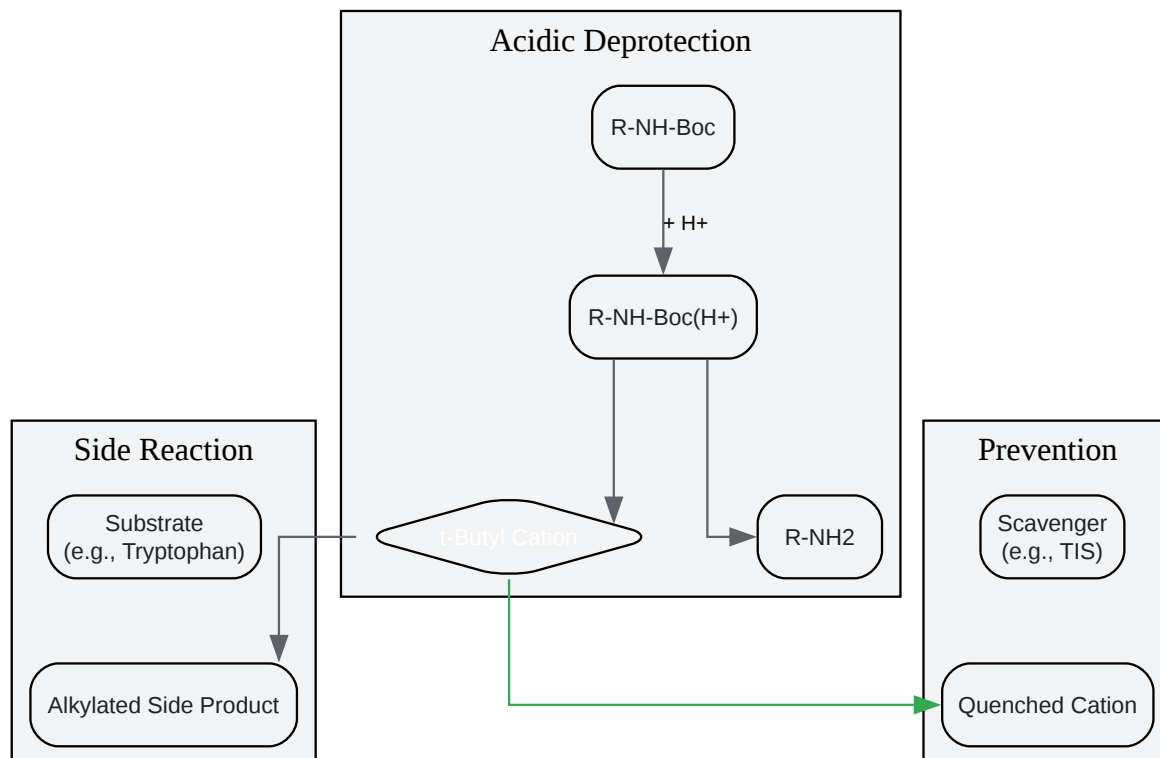 Acidic Deprotection
R-NH-Boc
+ H+
R-NH-Boc(H+)
Side Reaction
Prevention
Substrate
(e.g., Tryptophan)
t-Butyl Cation
R-NH2
Scavenger
(e.g., TIS)
Alkylated Side Product
Quenched Cation